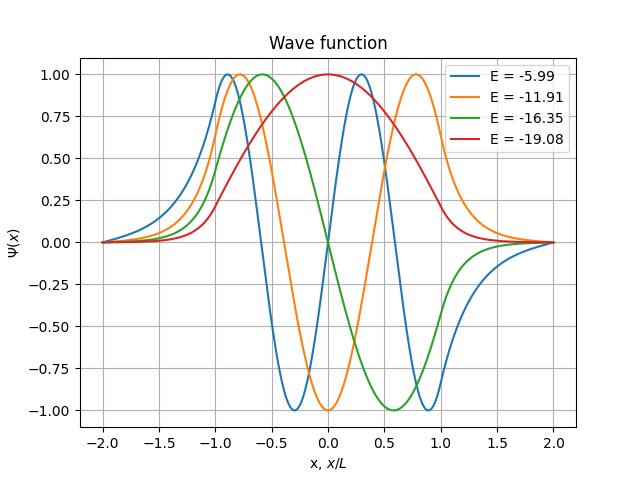 Wave function
E = -5.99
E = -11.91
E = -16.35
E = -19.08
1.00
0.75
0.50
0.25
0.00
−0.25
−0.50
−0.75
−1.00
Ψ(x)
−2.0 −1.5 −1.0 −0.5 0.0 0.5 1.0 1.5 2.0
x, x/L